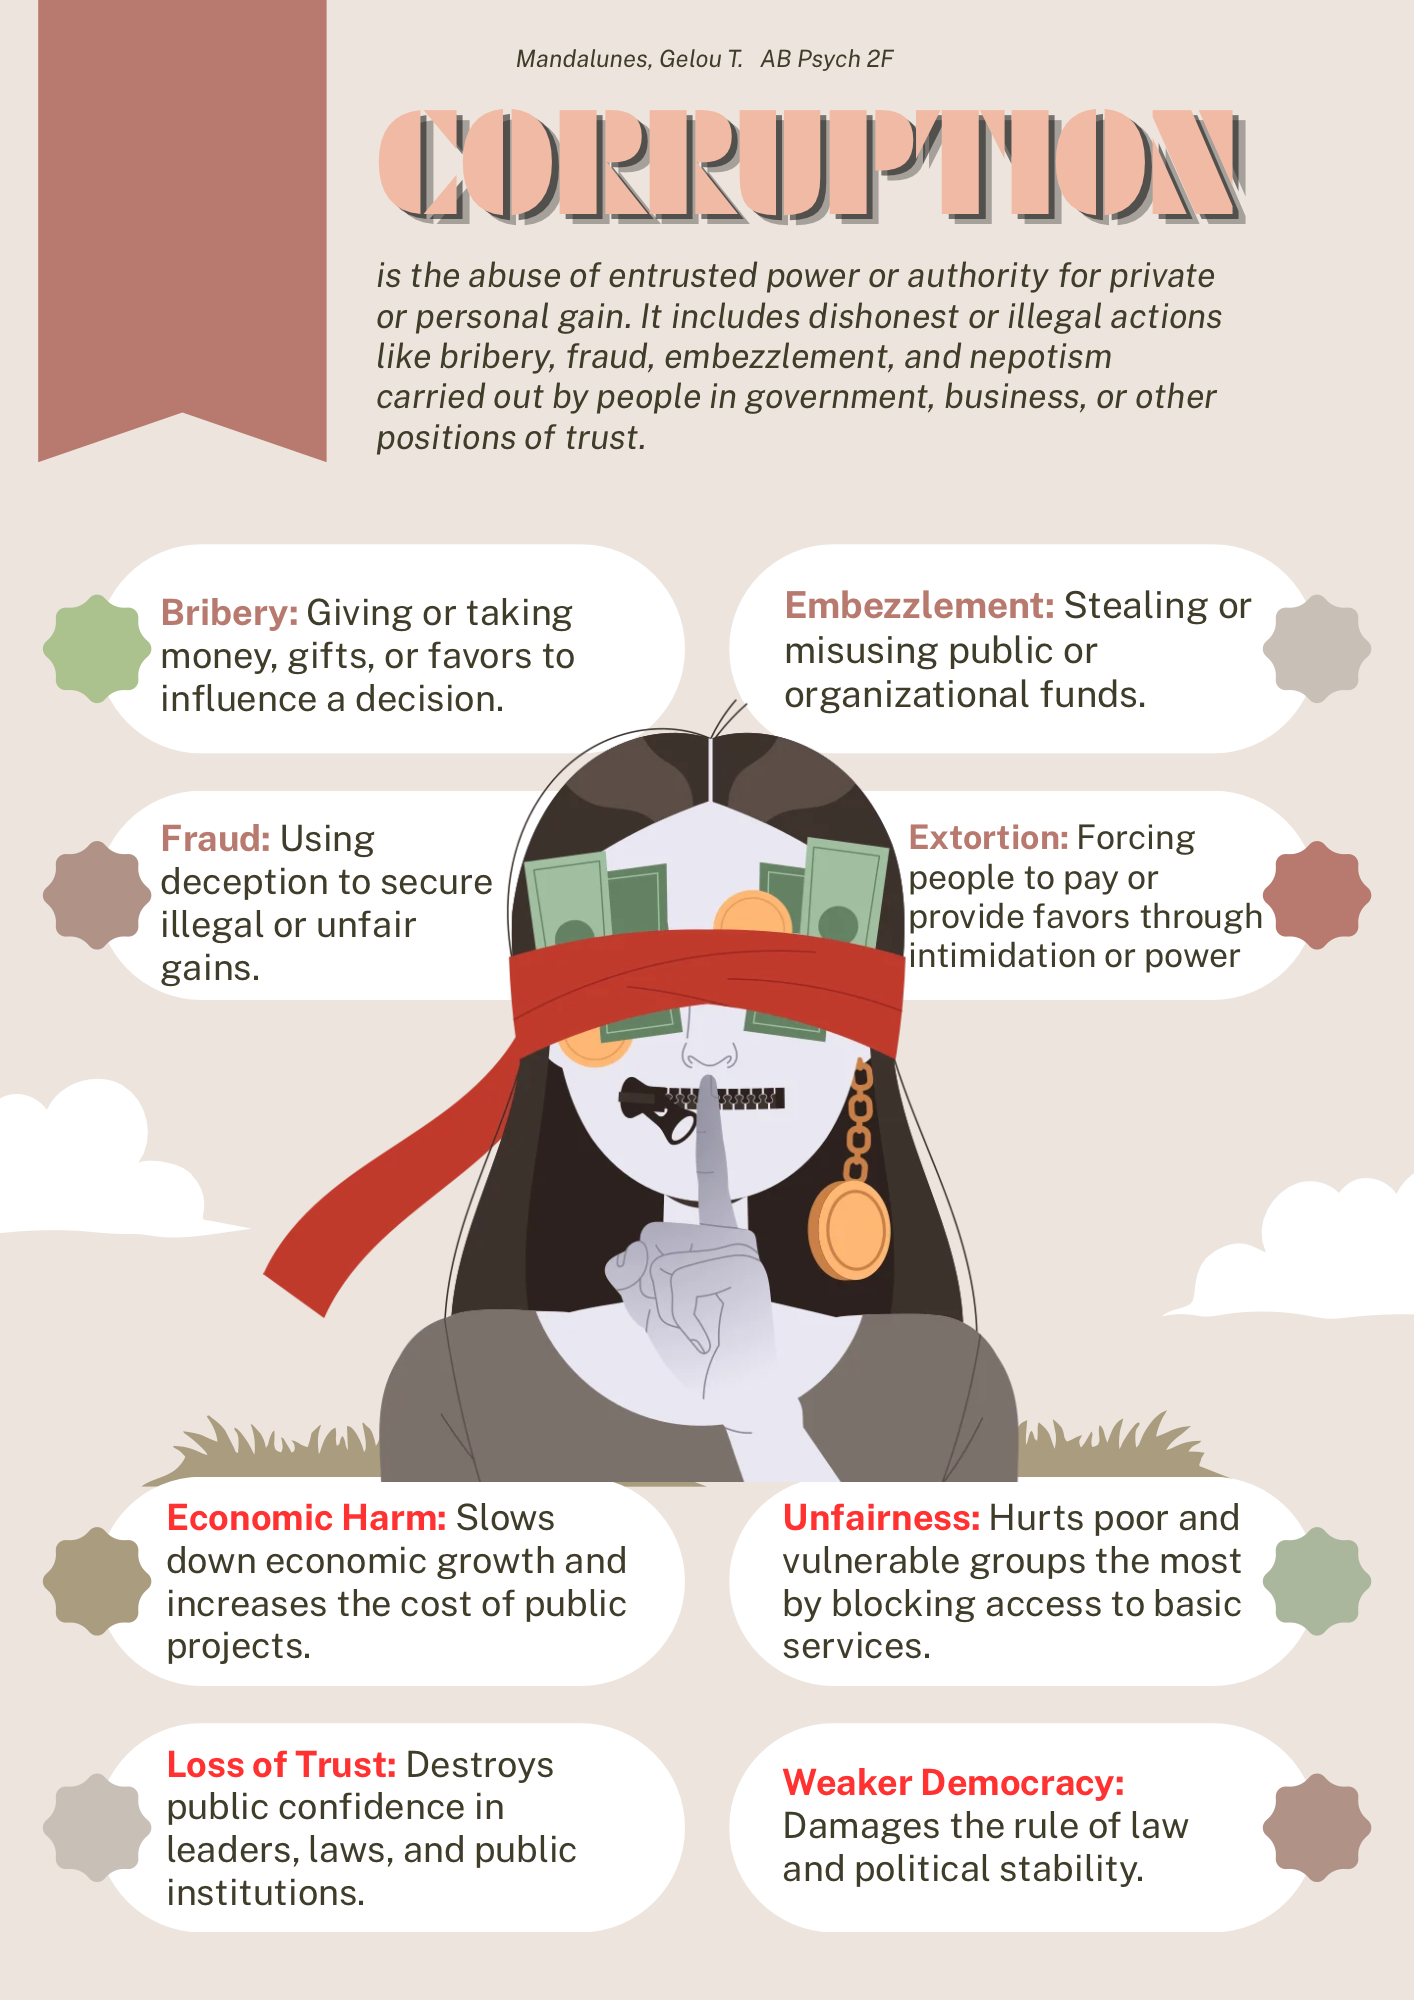 Mandalunes, Gelou T. AB Psych 2F
CORRUPTION
is the abuse of entrusted power or authority for private
or personal gain. It includes dishonest or illegal actions
like bribery, fraud, embezzlement, and nepotism
carried out by people in government, business, or other
positions of trust.
Bribery: Giving or taking
money, gifts, or favors to
influence a decision.
Embezzlement: Stealing or
misusing public or
organizational funds.
Fraud: Using
deception to secure
illegal or unfair
gains.
Extortion: Forcing
people to pay or
provide favors through
intimidation or power
Economic Harm: Slows
down economic growth and
increases the cost of public
projects.
Unfairness: Hurts poor and
vulnerable groups the most
by blocking access to basic
services.
Loss of Trust: Destroys
public confidence in
leaders, laws, and public
institutions.
Weaker Democracy:
Damages the rule of law
and political stability.